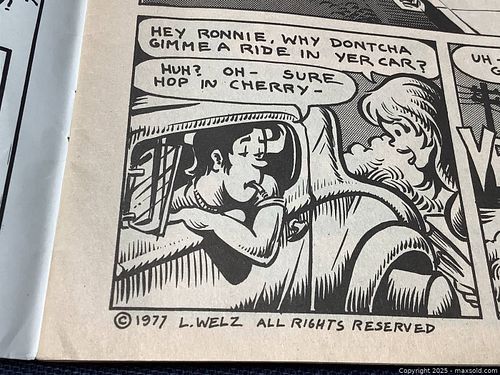 HEY RONNIE, WHY DONTCHA
GIMME A RIDE IN YER CAR?
HUH? OH- SURE
HOP IN CHERRY-
UH-
© 1977 L. WELZ ALL RIGHTS RESERVED
Copyright 2025 - maxsold.com